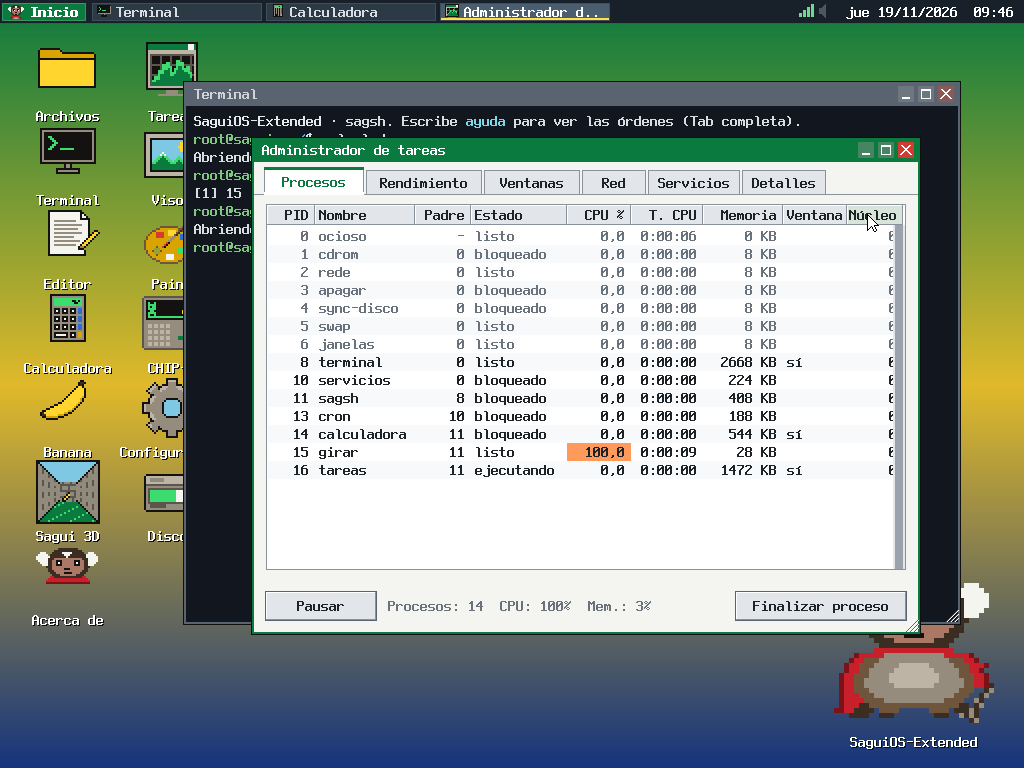 Inicio Terminal Calculadora Administrador d.. jue 19/11/2026 09:46
Archivos
Terminal
Editor
Calculadora
Banana
Sagui 3D
Acerca de
Terminal
SaguiOS-Extended · sagsh. Escribe ayuda para ver las órdenes (Tab completa).
[1] 15
Administrador de tareas
Procesos Rendimiento Ventanas Red Servicios Detalles
PID Nombre Padre Estado CPU % T. CPU Memoria Ventana Núcleo
0 ocioso – listo 0,0 0:00:06 0 KB
1 cdrom 0 bloqueado 0,0 0:00:00 8 KB
2 rede 0 listo 0,0 0:00:00 8 KB
3 apagar 0 bloqueado 0,0 0:00:00 8 KB
4 sync-disco 0 bloqueado 0,0 0:00:00 8 KB
5 swap 0 listo 0,0 0:00:00 8 KB
6 janelas 0 listo 0,0 0:00:00 8 KB
8 terminal 0 listo 0,0 0:00:00 2668 KB sí
10 servicios 0 bloqueado 0,0 0:00:00 224 KB
11 sagsh 8 bloqueado 0,0 0:00:00 408 KB
13 cron 10 bloqueado 0,0 0:00:00 188 KB
14 calculadora 11 bloqueado 0,0 0:00:00 544 KB sí
15 girar 11 listo 100,0 0:00:09 28 KB
16 tareas 11 ejecutando 0,0 0:00:00 1472 KB sí
Pausar Procesos: 14 CPU: 100% Mem.: 3% Finalizar proceso
SaguiOS-Extended